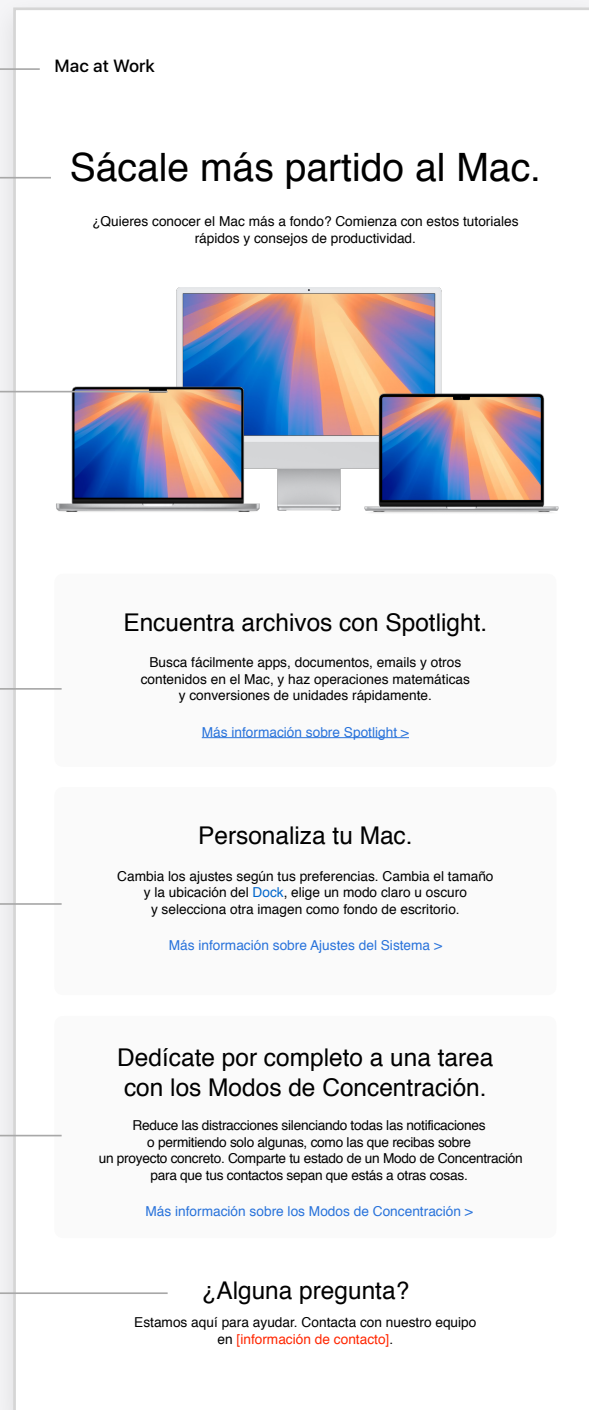 Mac at Work
Sácale más partido al Mac.
¿Quieres conocer el Mac más a fondo? Comienza con estos tutoriales
rápidos y consejos de productividad.
Encuentra archivos con Spotlight.
Busca fácilmente apps, documentos, emails y otros
contenidos en el Mac, y haz operaciones matemáticas
y conversiones de unidades rápidamente.
Más información sobre Spotlight >
Personaliza tu Mac.
Cambia los ajustes según tus preferencias. Cambia el tamaño
y la ubicación del Dock, elige un modo claro u oscuro
y selecciona otra imagen como fondo de escritorio.
Más información sobre Ajustes del Sistema >
Dedícate por completo a una tarea
con los Modos de Concentración.
Reduce las distracciones silenciando todas las notificaciones
o permitiendo solo algunas, como las que recibas sobre
un proyecto concreto. Comparte tu estado de un Modo de Concentración
para que tus contactos sepan que estás a otras cosas.
Más información sobre los Modos de Concentración >
¿Alguna pregunta?
Estamos aquí para ayudar. Contacta con nuestro equipo
en [información de contacto].